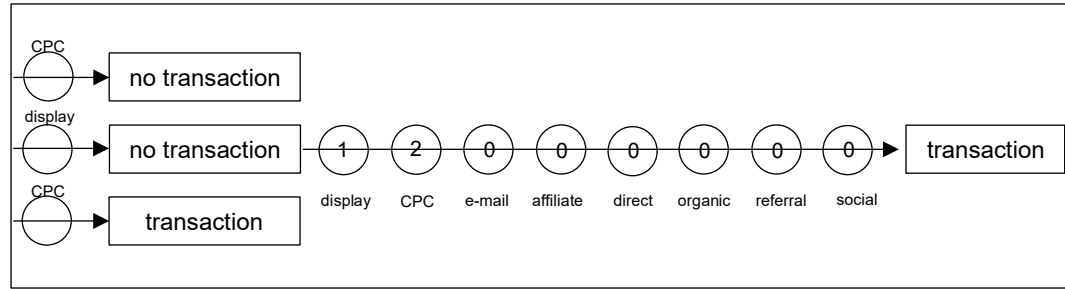 CPC
no transaction
display
no transaction
1 2 0 0 0 0 0 0
transaction
CPC
transaction
display CPC e-mail affiliate direct organic referral social